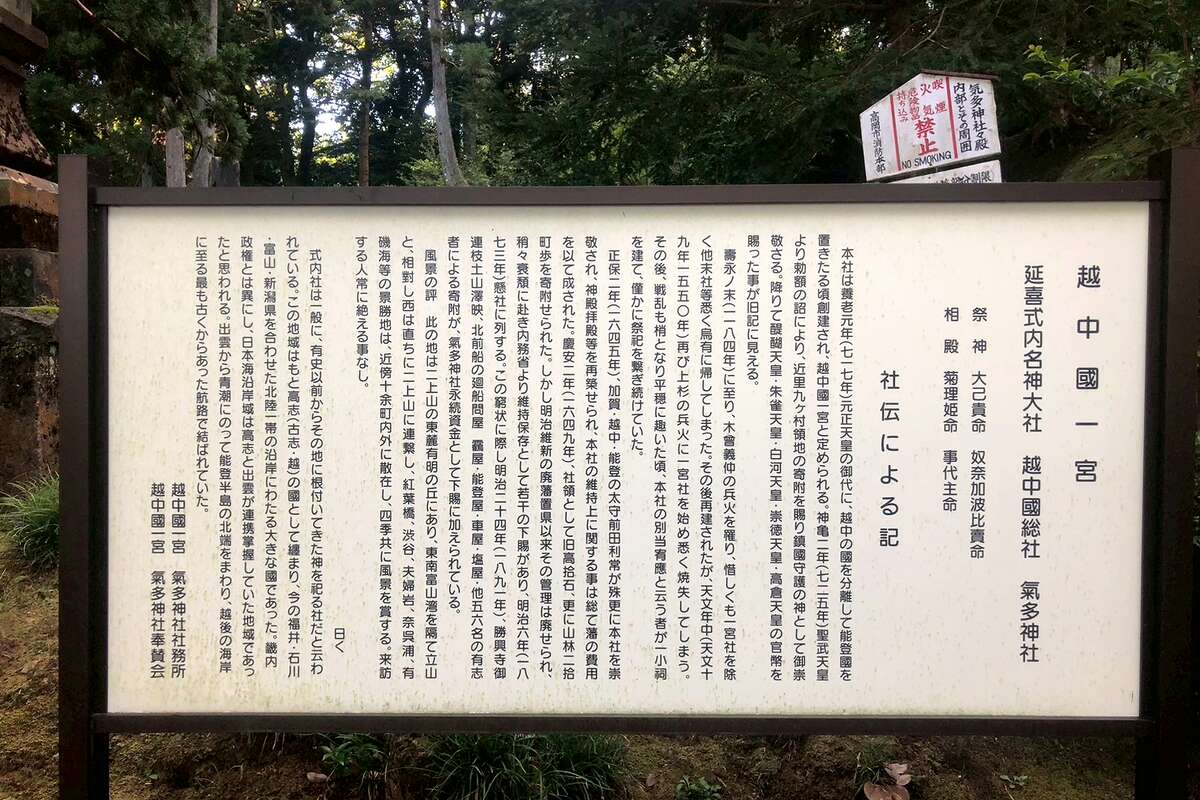 越中國一宮
延喜式内名神大社　越中國総社　氣多神社
祭　神　大己貴命　奴奈加波比賣命
相　殿　菊理姫命　事代主命
社伝による記
本社は養老元年(七一七年)元正天皇の御代に、越中の國を分離して能登國を
置きたる頃創建され、越中國一宮と定められる。神亀二年(七二五年)聖武天皇
より勅額の詔により、近里九ヶ村領地の寄附を賜り鎮國守護の神として御崇
敬さる。降りて醍醐天皇・朱雀天皇・白河天皇・崇徳天皇・高倉天皇の官幣を
賜った事が旧記に見える。
壽永ノ末(一一八四年)に至り、木曾義仲の兵火を罹り、惜しくも一宮社を除
く他末社等悉く烏有に帰してしまった。その後再建されたが、天文年中(天文十
九年一五五〇年)再び上杉の兵火に一宮社を始め悉く焼失してしまう。
その後、戦乱も梢となり平穏に趣いた頃、本社の別当宥應と云う者が一小祠
を建て、僅かに祭祀を繋ぎ続けていた。
正保二年(一六四五年)加賀・越中・能登の太守前田利常が殊更に本社を崇
敬され、神殿拝殿等を再築せられ、本社の維持上に関する事は総て藩の費用
を以て成された。慶安二年(一六四九年)、社領として旧高拾石、更に山林二拾
町歩を寄附せられた。しかし明治維新の廃藩置県以来その管理は廃せられ、
稍々衰頽に赴き内務省より維持保存として若干の下賜があり、明治六年(一八
七三年)懸社に列する。この窮状に際し明治二十四年(一八九一年)、勝興寺御
連枝土山澤映、北前船の廻船問屋　靏屋・能登屋・車屋・塩屋・他五六名の有志
者による寄附が、氣多神社永続資金として下賜に加えられている。
風景の評　此の地は二上山の東麓有明の丘にあり、東南富山湾を隔て立山
と、相對し西は直ちに二上山に連繋し、紅葉橋、渋谷、夫婦岩、奈呉浦、有
磯海等の景勝地は、近傍十余町内外に散在し、四季共に風景を賞する。来訪
する人常に絶える事なし。
曰く
式内社は一般に、有史以前からその地に根付いてきた神を祀る社だと云わ
れている。この地域はもと高志(古志・越の國として纏まり、今の福井・石川
・富山・新潟県を合わせた北陸一帯の沿岸にわたる大きな國であった。畿内
政権とは異にし、日本海沿岸域は高志と出雲が連携掌握していた地域であっ
たと思われる。出雲から青潮にのって能登半島の北端をまわり、越後の海岸
に至る最も古くからあった航路で結ばれていた。
越中國一宮　氣多神社社務所
越中國一宮　氣多神社奉賛会
気多神社々殿
内部とその周囲
喫煙
火気
危険物品
持ち込み
禁止
NO SMOKING
高岡市消防本部